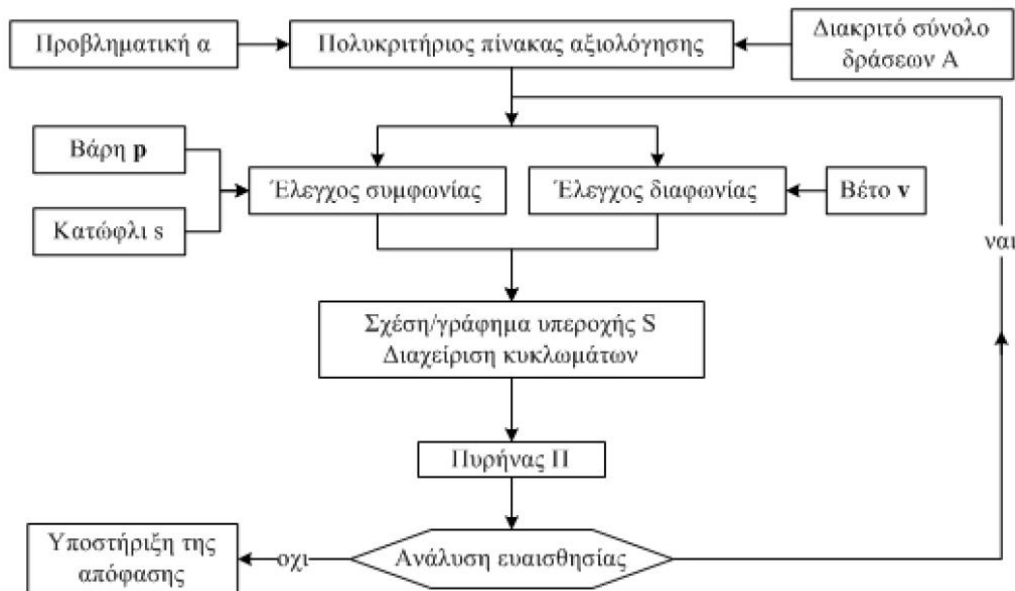 Προβληματική α
Πολυκριτήριος πίνακας αξιολόγησης
Διακριτό σύνολο
δράσεων Α
Βάρη p
Κατώφλι s
Έλεγχος συμφωνίας
Έλεγχος διαφωνίας
Βέτο v
ναι
Σχέση/γράφημα υπεροχής S
Διαχείριση κυκλωμάτων
Πυρήνας Π
Ανάλυση ευαισθησίας
οχι
Υποστήριξη της
απόφασης